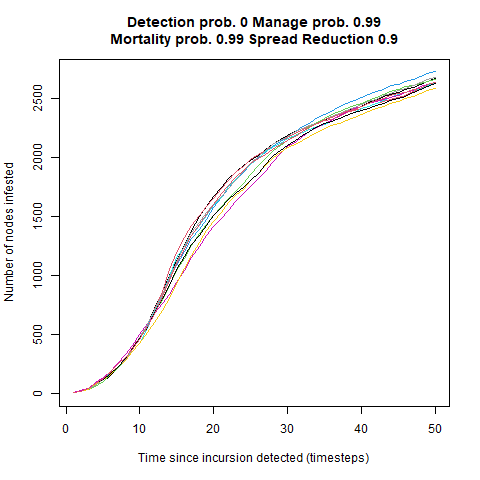 Detection prob. 0 Manage prob. 0.99
Mortality prob. 0.99 Spread Reduction 0.9
Number of nodes infested
2500
2000
1500
1000
500
0
0 10 20 30 40 50
Time since incursion detected (timesteps)